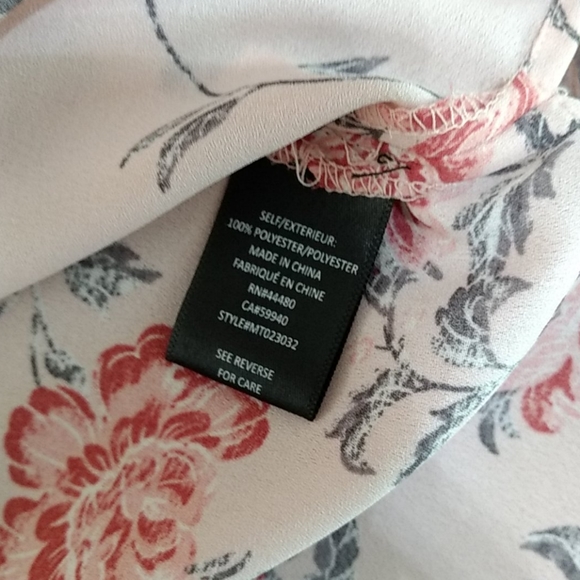 SELF/EXTERIEUR:
100% POLYESTER/POLYESTER
MADE IN CHINA
FABRIQUÉ EN CHINE
RN#44480
CA#59940
STYLE#MT023032
SEE REVERSE
FOR CARE